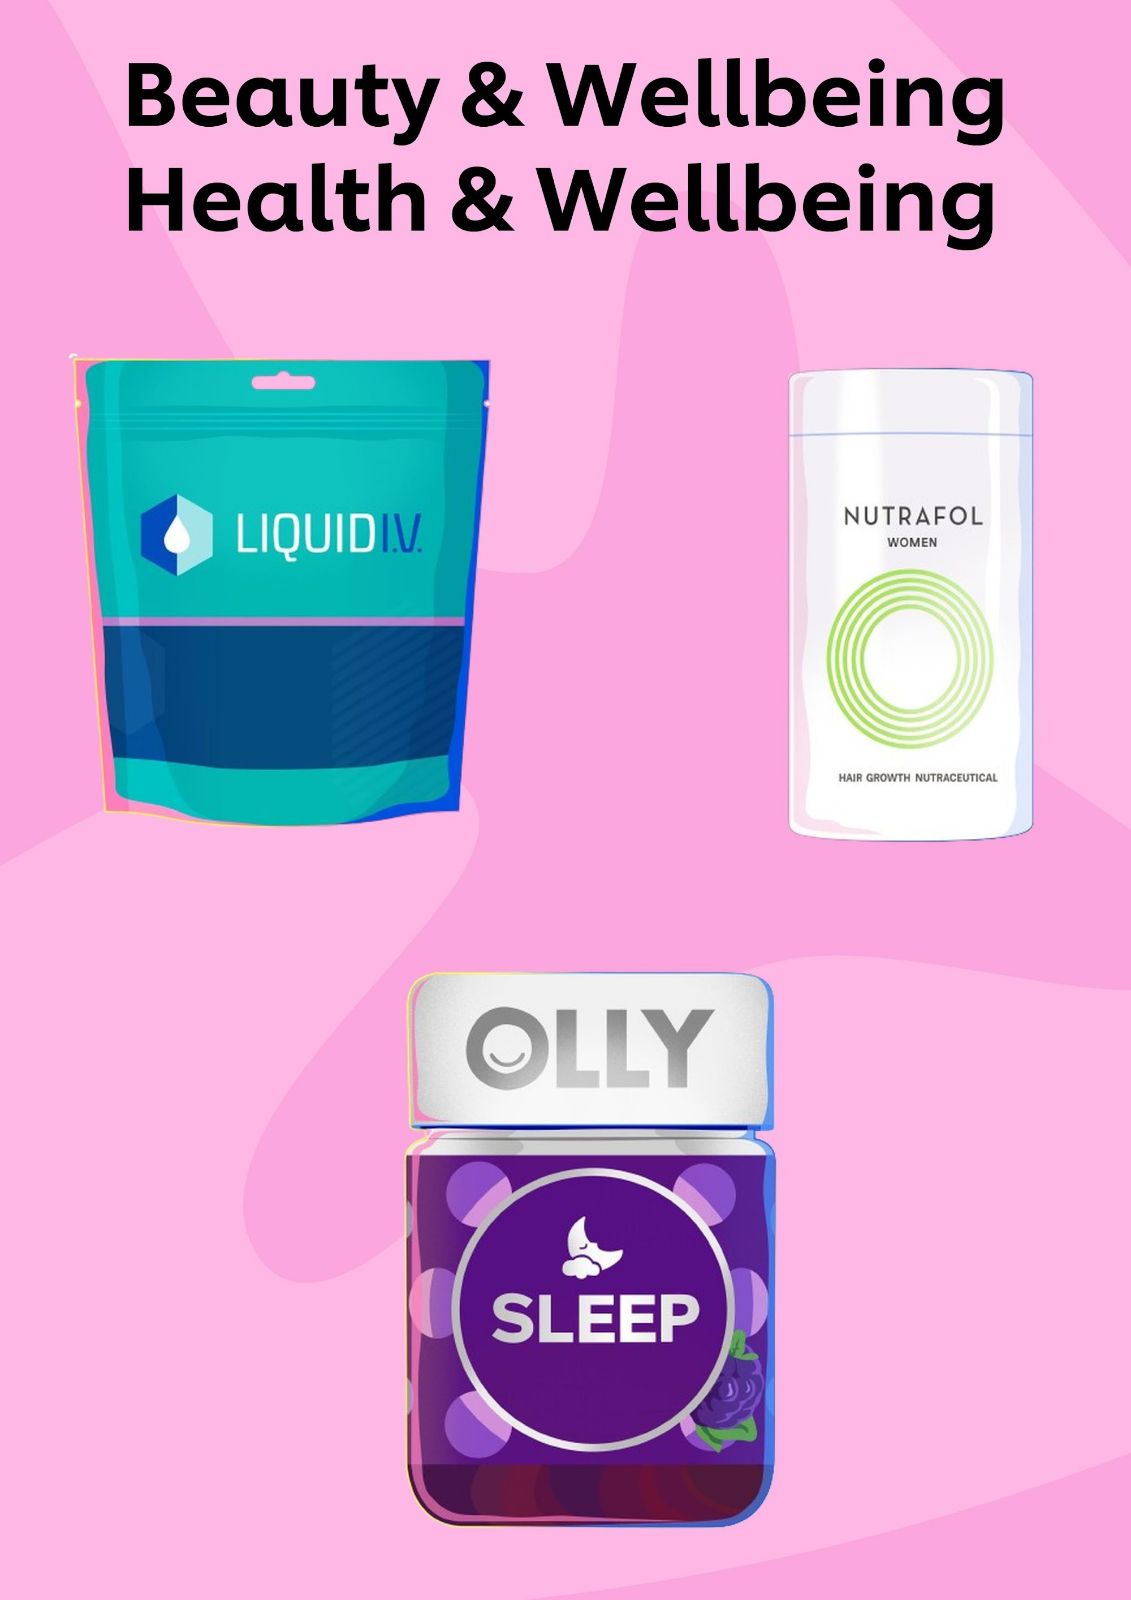 Beauty & Wellbeing
Health & Wellbeing
LIQUID I.V.
NUTRAFOL
WOMEN
HAIR GROWTH NUTRACEUTICAL
OLLY
SLEEP